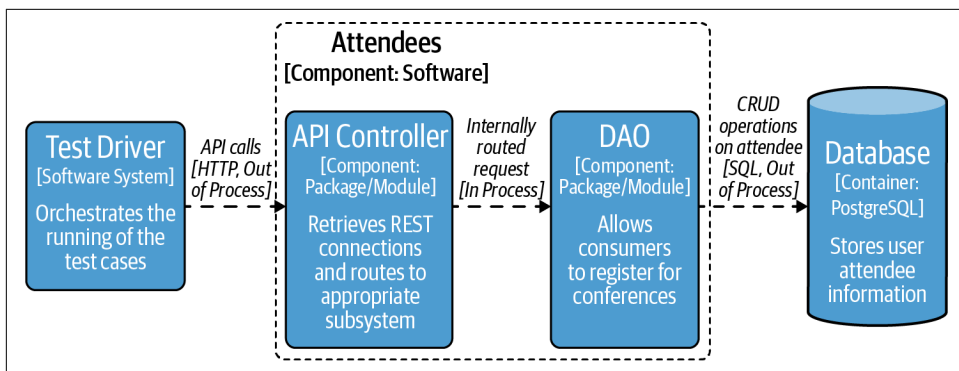 Attendees
[Component: Software]
Test Driver
[Software System]
Orchestrates the
running of the
test cases
API calls
[HTTP, Out
of Process]
API Controller
[Component:
Package/Module]
Retrieves REST
connections
and routes to
appropriate
subsystem
Internally
routed
request
[In Process]
DAO
[Component:
Package/Module]
Allows
consumers
to register for
conferences
CRUD
operations
on attendee
[SQL, Out
of Process]
Database
[Container:
PostgreSQL]
Stores user
attendee
information